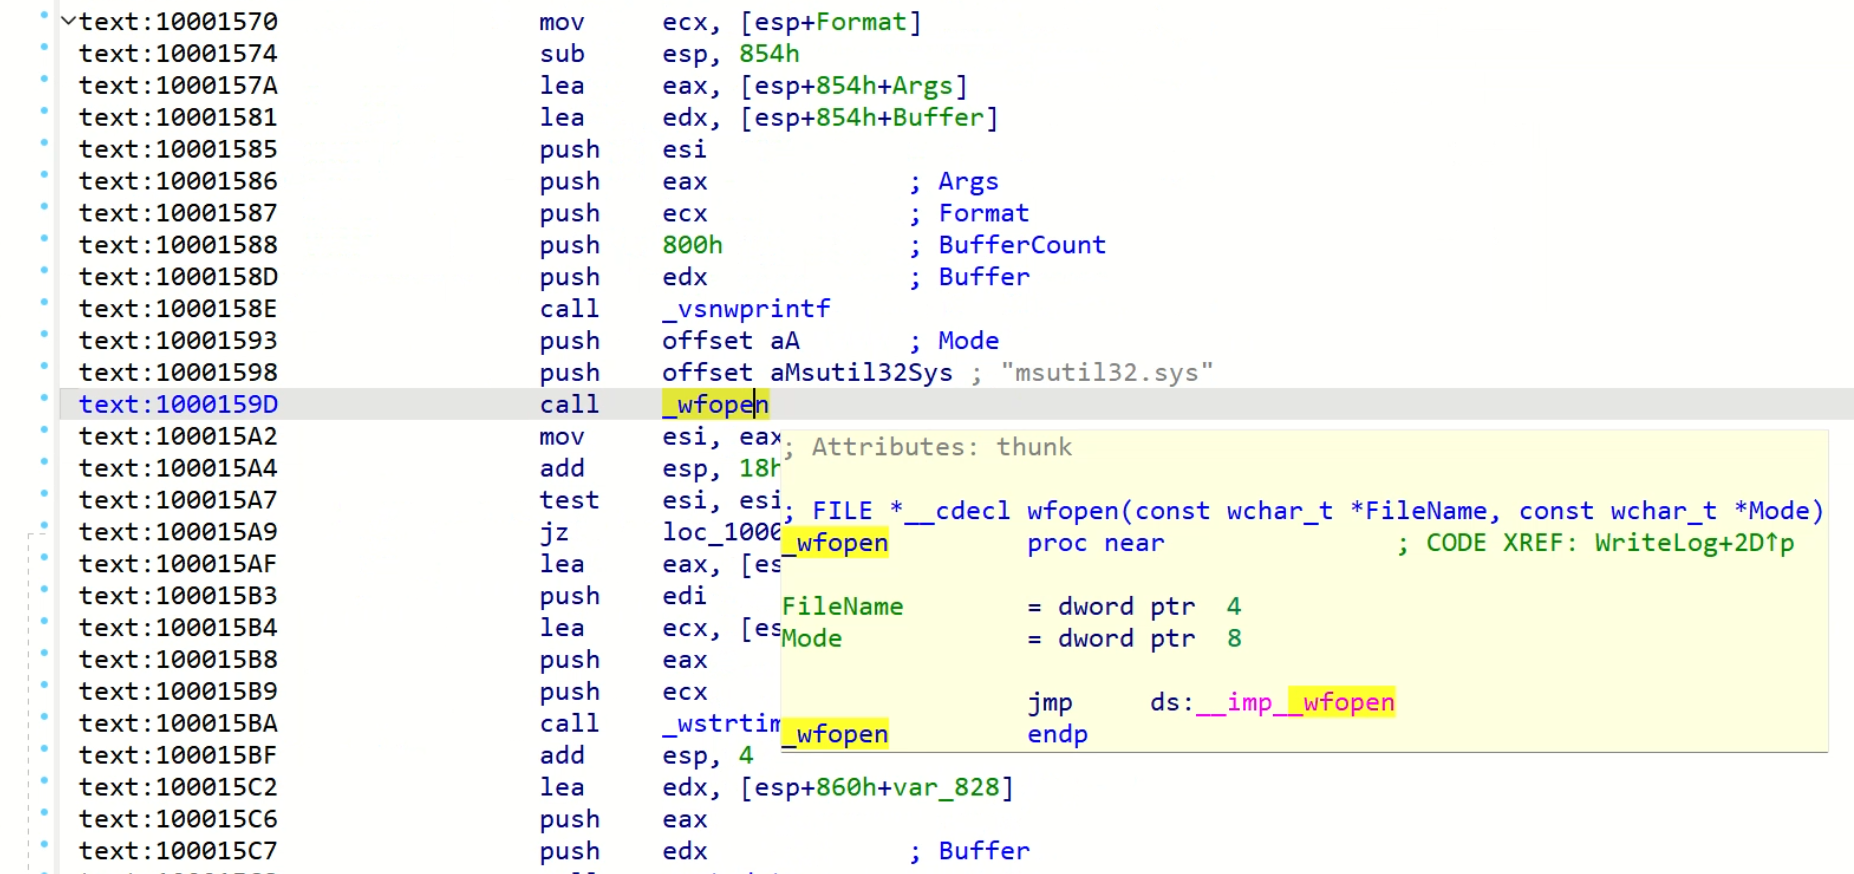 text:10001570 mov ecx, [esp+Format]
text:10001574 sub esp, 854h
text:1000157A lea eax, [esp+854h+Args]
text:10001581 lea edx, [esp+854h+Buffer]
text:10001585 push esi
text:10001586 push eax ; Args
text:10001587 push ecx ; Format
text:10001588 push 800h ; BufferCount
text:1000158D push edx ; Buffer
text:1000158E call _vsnwprintf
text:10001593 push offset aA ; Mode
text:10001598 push offset aMsutil32Sys ; "msutil32.sys"
text:1000159D call _wfopen
text:100015A2 mov esi, eax
text:100015A4 add esp, 18h
text:100015A7 test esi, esi
text:100015A9 jz loc_1000
text:100015AF lea eax, [es
text:100015B3 push edi
text:100015B4 lea ecx, [es
text:100015B8 push eax
text:100015B9 push ecx
text:100015BA call _wstrtim
text:100015BF add esp, 4
text:100015C2 lea edx, [esp+860h+var_828]
text:100015C6 push eax
text:100015C7 push edx ; Buffer
; Attributes: thunk
; FILE *__cdecl wfopen(const wchar_t *FileName, const wchar_t *Mode)
_wfopen proc near ; CODE XREF: WriteLog+2D↑p
FileName = dword ptr 4
Mode = dword ptr 8
jmp ds:__imp__wfopen
_wfopen endp